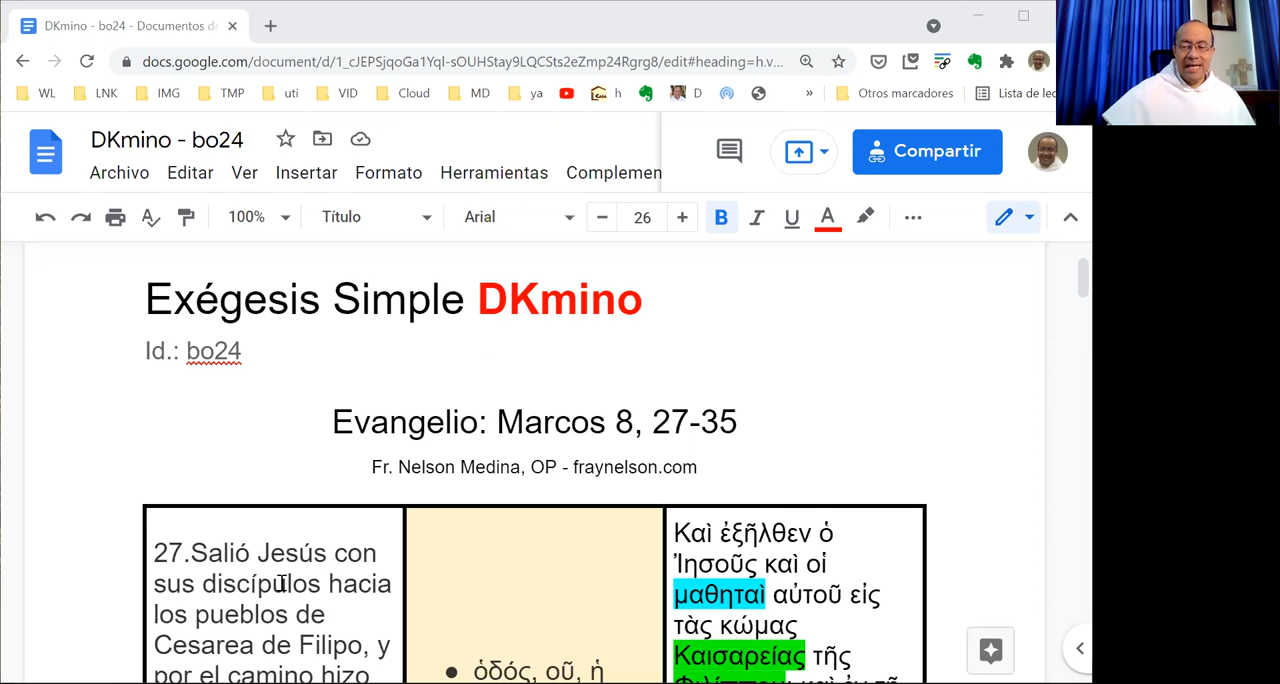 DKmino - bo24 - Documentos de
docs.google.com/document/d/1_cJEPSjqoGa1Yql-sOUHStay9LQCSts2eZmp24Rgrg8/edit#heading=h.v...
WL LNK IMG TMP uti VID Cloud MD ya h D » Otros marcadores Lista de lec
DKmino - bo24
Compartir
Archivo Editar Ver Insertar Formato Herramientas Complemen
100% Título Arial − 26 + B I U A ...
Exégesis Simple DKmino
Id.: bo24
Evangelio: Marcos 8, 27-35
Fr. Nelson Medina, OP - fraynelson.com
27.Salió Jesús con
sus discípulos hacia
los pueblos de
Cesarea de Filipo, y
por el camino hizo
● ὁδός, οῦ, ἡ
Καὶ ἐξῆλθεν ὁ
Ἰησοῦς καὶ οἱ
μαθηταὶ αὐτοῦ εἰς
τὰς κώμας
Καισαρείας τῆς